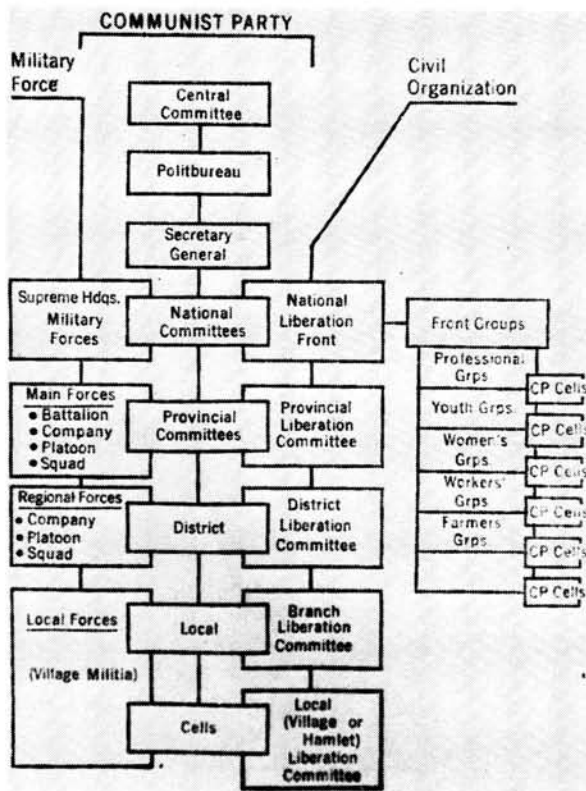 COMMUNIST PARTY
Military
Force
Civil
Organization
Central
Committee
Politbureau
Secretary
General
Supreme Hdqs.
Military
Forces
National
Committees
National
Liberation
Front
Front Groups
Professional
Grps.
Youth Grps.
Women's
Grps.
Workers'
Grps.
Farmers'
Grps.
CP Cells
CP Cells
CP Cells
CP Cells
CP Cells
CP Cells
Main Forces
● Battalion
● Company
● Platoon
● Squad
Provincial
Committees
Provincial
Liberation
Committee
Regional Forces
● Company
● Platoon
● Squad
District
District
Liberation
Committee
Local Forces
(Village Militia)
Local
Branch
Liberation
Committee
Cells
Local
(Village or
Hamlet)
Liberation
Committee